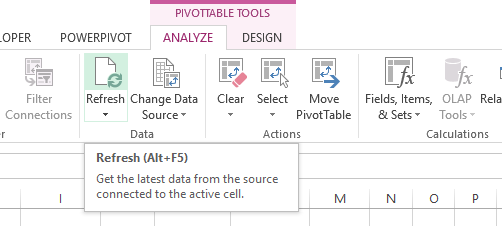 PIVOTTABLE TOOLS
LOPER
POWERPIVOT
ANALYZE
DESIGN
Filter
Connections
Refresh
Change Data
Source
Clear
Select
Move
PivotTable
Fields, Items,
& Sets
OLAP
Tools
Rela
er
Data
Actions
Calculations
Refresh (Alt+F5)
Get the latest data from the source
connected to the active cell.
I M N O P